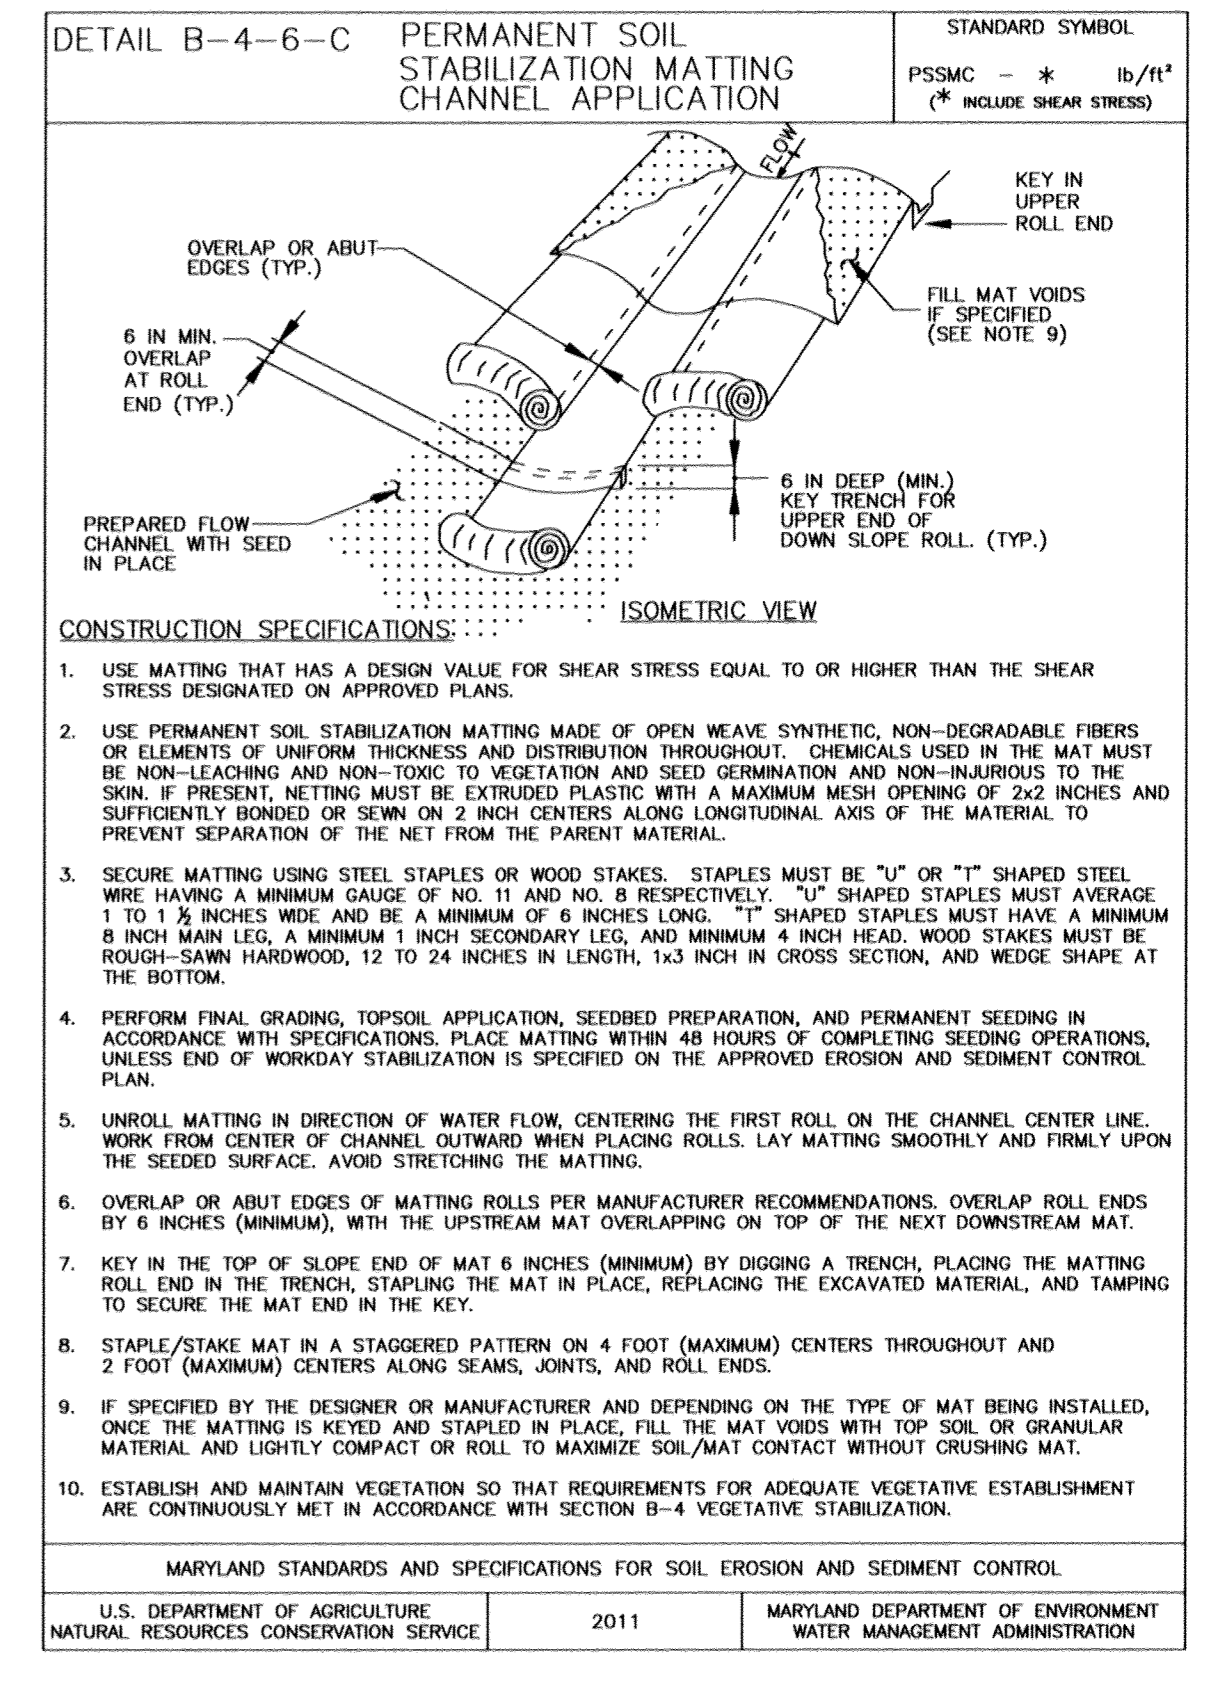 DETAIL B-4-6-C
PERMANENT SOIL
STABILIZATION MATTING
CHANNEL APPLICATION
STANDARD SYMBOL
PSSMC - * lb/ft²
(* INCLUDE SHEAR STRESS)
FLOW
KEY IN
UPPER
ROLL END
OVERLAP OR ABUT
EDGES (TYP.)
FILL MAT VOIDS
IF SPECIFIED
(SEE NOTE 9)
6 IN MIN.
OVERLAP
AT ROLL
END (TYP.)
6 IN DEEP (MIN.)
KEY TRENCH FOR
UPPER END OF
DOWN SLOPE ROLL. (TYP.)
PREPARED FLOW
CHANNEL WITH SEED
IN PLACE
ISOMETRIC VIEW
CONSTRUCTION SPECIFICATIONS:
1. USE MATTING THAT HAS A DESIGN VALUE FOR SHEAR STRESS EQUAL TO OR HIGHER THAN THE SHEAR
STRESS DESIGNATED ON APPROVED PLANS.
2. USE PERMANENT SOIL STABILIZATION MATTING MADE OF OPEN WEAVE SYNTHETIC, NON-DEGRADABLE FIBERS
OR ELEMENTS OF UNIFORM THICKNESS AND DISTRIBUTION THROUGHOUT. CHEMICALS USED IN THE MAT MUST
BE NON-LEACHING AND NON-TOXIC TO VEGETATION AND SEED GERMINATION AND NON-INJURIOUS TO THE
SKIN. IF PRESENT, NETTING MUST BE EXTRUDED PLASTIC WITH A MAXIMUM MESH OPENING OF 2x2 INCHES AND
SUFFICIENTLY BONDED OR SEWN ON 2 INCH CENTERS ALONG LONGITUDINAL AXIS OF THE MATERIAL TO
PREVENT SEPARATION OF THE NET FROM THE PARENT MATERIAL.
3. SECURE MATTING USING STEEL STAPLES OR WOOD STAKES. STAPLES MUST BE "U" OR "T" SHAPED STEEL
WIRE HAVING A MINIMUM GAUGE OF NO. 11 AND NO. 8 RESPECTIVELY. "U" SHAPED STAPLES MUST AVERAGE
1 TO 1 ½ INCHES WIDE AND BE A MINIMUM OF 6 INCHES LONG. "T" SHAPED STAPLES MUST HAVE A MINIMUM
8 INCH MAIN LEG, A MINIMUM 1 INCH SECONDARY LEG, AND MINIMUM 4 INCH HEAD. WOOD STAKES MUST BE
ROUGH-SAWN HARDWOOD, 12 TO 24 INCHES IN LENGTH, 1x3 INCH IN CROSS SECTION, AND WEDGE SHAPE AT
THE BOTTOM.
4. PERFORM FINAL GRADING, TOPSOIL APPLICATION, SEEDBED PREPARATION, AND PERMANENT SEEDING IN
ACCORDANCE WITH SPECIFICATIONS. PLACE MATTING WITHIN 48 HOURS OF COMPLETING SEEDING OPERATIONS,
UNLESS END OF WORKDAY STABILIZATION IS SPECIFIED ON THE APPROVED EROSION AND SEDIMENT CONTROL
PLAN.
5. UNROLL MATTING IN DIRECTION OF WATER FLOW, CENTERING THE FIRST ROLL ON THE CHANNEL CENTER LINE.
WORK FROM CENTER OF CHANNEL OUTWARD WHEN PLACING ROLLS. LAY MATTING SMOOTHLY AND FIRMLY UPON
THE SEEDED SURFACE. AVOID STRETCHING THE MATTING.
6. OVERLAP OR ABUT EDGES OF MATTING ROLLS PER MANUFACTURER RECOMMENDATIONS. OVERLAP ROLL ENDS
BY 6 INCHES (MINIMUM), WITH THE UPSTREAM MAT OVERLAPPING ON TOP OF THE NEXT DOWNSTREAM MAT.
7. KEY IN THE TOP OF SLOPE END OF MAT 6 INCHES (MINIMUM) BY DIGGING A TRENCH, PLACING THE MATTING
ROLL END IN THE TRENCH, STAPLING THE MAT IN PLACE, REPLACING THE EXCAVATED MATERIAL, AND TAMPING
TO SECURE THE MAT END IN THE KEY.
8. STAPLE/STAKE MAT IN A STAGGERED PATTERN ON 4 FOOT (MAXIMUM) CENTERS THROUGHOUT AND
2 FOOT (MAXIMUM) CENTERS ALONG SEAMS, JOINTS, AND ROLL ENDS.
9. IF SPECIFIED BY THE DESIGNER OR MANUFACTURER AND DEPENDING ON THE TYPE OF MAT BEING INSTALLED,
ONCE THE MATTING IS KEYED AND STAPLED IN PLACE, FILL THE MAT VOIDS WITH TOP SOIL OR GRANULAR
MATERIAL AND LIGHTLY COMPACT OR ROLL TO MAXIMIZE SOIL/MAT CONTACT WITHOUT CRUSHING MAT.
10. ESTABLISH AND MAINTAIN VEGETATION SO THAT REQUIREMENTS FOR ADEQUATE VEGETATIVE ESTABLISHMENT
ARE CONTINUOUSLY MET IN ACCORDANCE WITH SECTION B-4 VEGETATIVE STABILIZATION.
MARYLAND STANDARDS AND SPECIFICATIONS FOR SOIL EROSION AND SEDIMENT CONTROL
U.S. DEPARTMENT OF AGRICULTURE
NATURAL RESOURCES CONSERVATION SERVICE
2011
MARYLAND DEPARTMENT OF ENVIRONMENT
WATER MANAGEMENT ADMINISTRATION